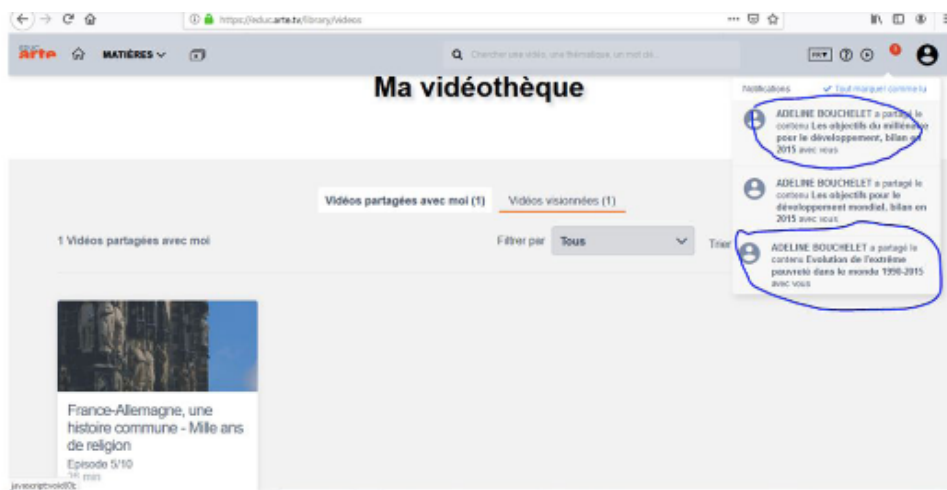 https://educ.arte.tv/library/videos
EDUC
arte
MATIÈRES
Chercher une vidéo, une thématique, un mot clé...
FR
Ma vidéothèque
Notifications
Tout marquer comme lu
ADELINE BOUCHELET a partagé le
contenu Les objectifs du millénaire
pour le développement, bilan en
2015 avec vous
ADELINE BOUCHELET a partagé le
contenu Les objectifs pour le
développement mondial, bilan en
2015 avec vous
ADELINE BOUCHELET a partagé le
contenu Evolution de l'extrême
pauvreté dans le monde 1990-2015
avec vous
Vidéos partagées avec moi (1)
Vidéos visionnées (1)
1 Vidéos partagées avec moi
Filtrer par
Tous
Trier
France-Allemagne, une
histoire commune - Mille ans
de religion
Episode 5/10
26 min
javascript:void(0);